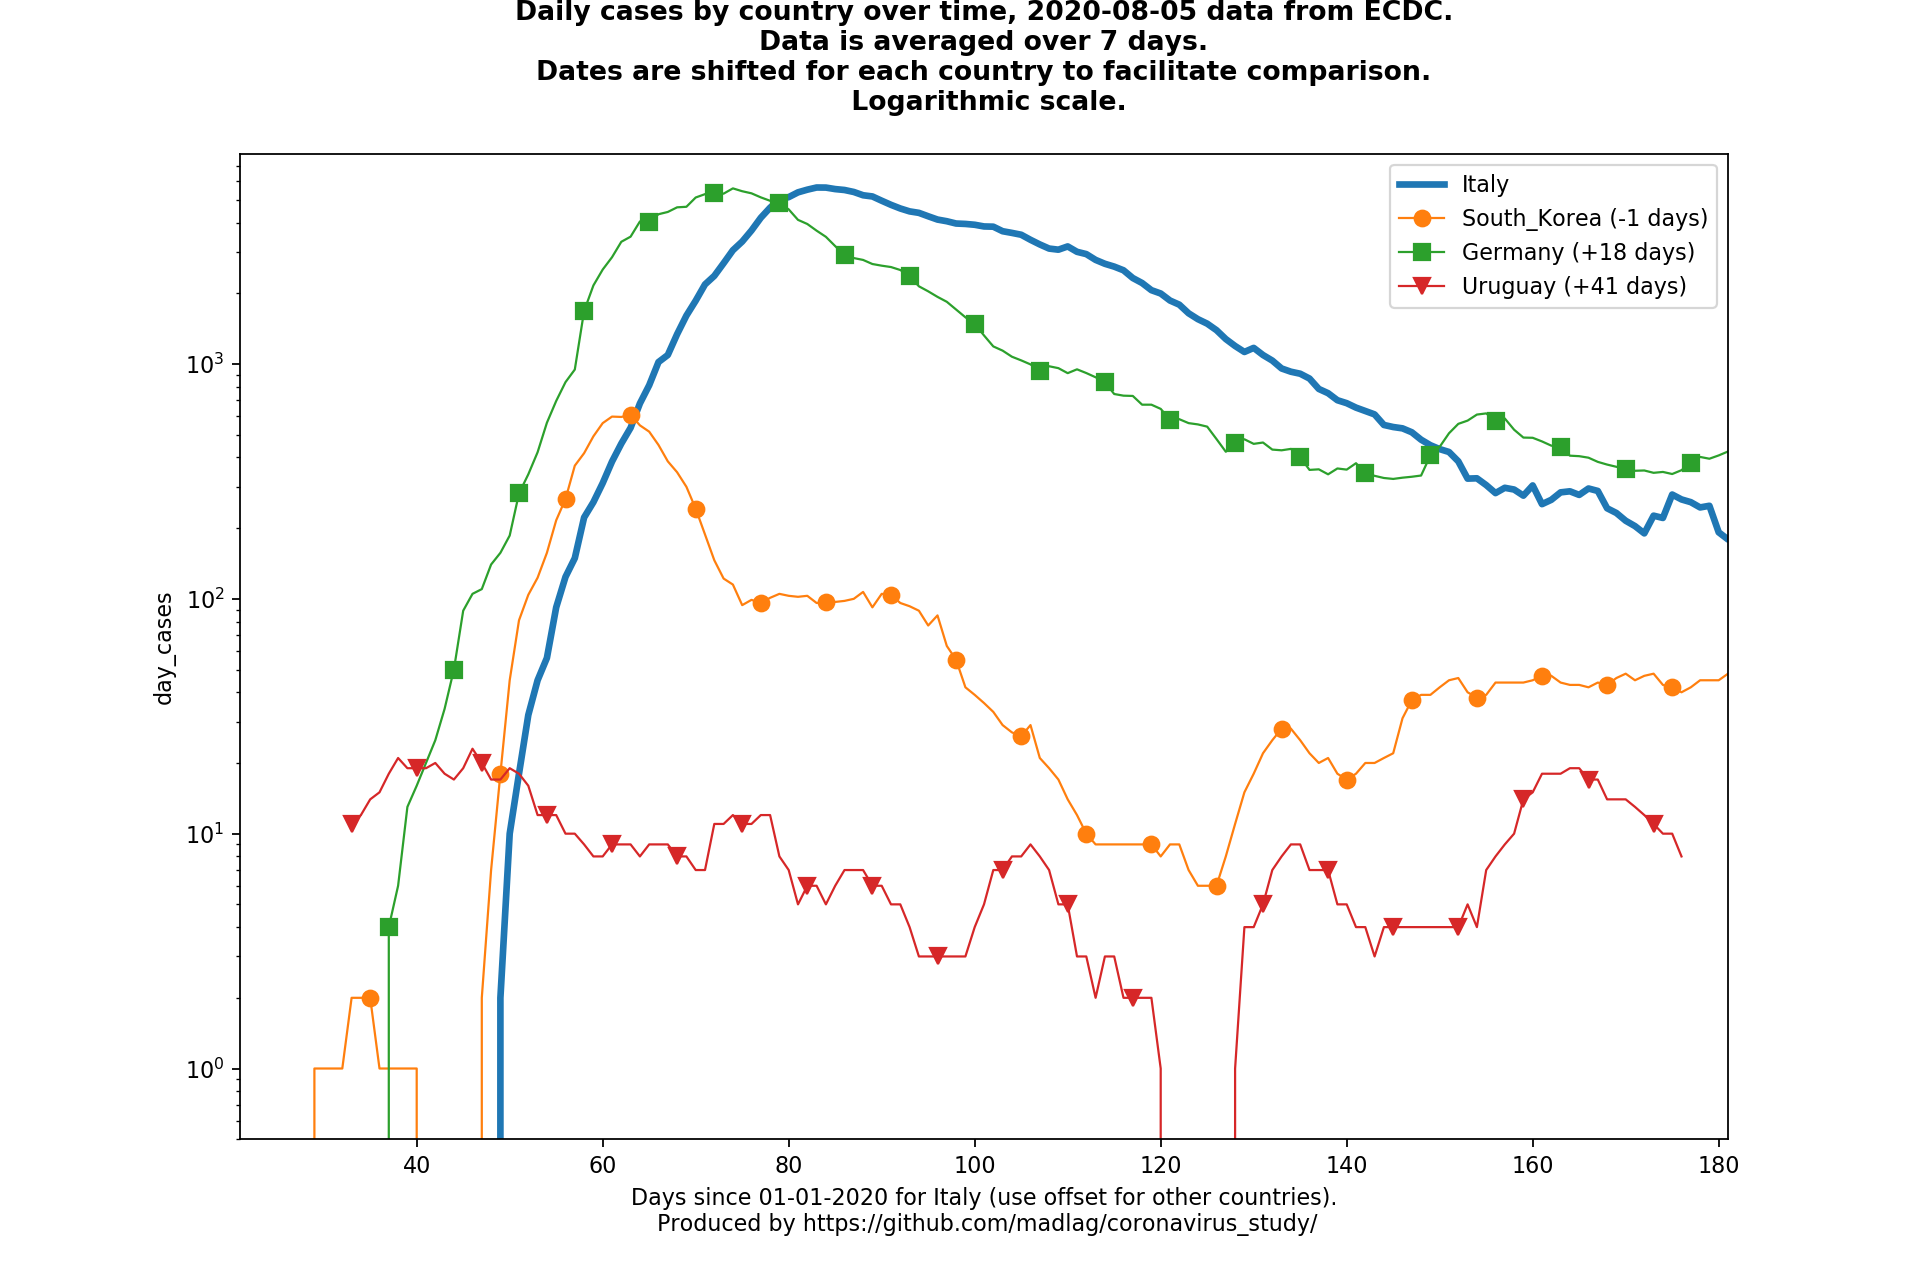 Daily cases by country over time, 2020-08-05 data from ECDC.
Data is averaged over 7 days.
Dates are shifted for each country to facilitate comparison.
Logarithmic scale.
Italy
South_Korea (-1 days)
Germany (+18 days)
Uruguay (+41 days)
day_cases
10³
10²
10¹
10⁰
40 60 80 100 120 140 160 180
Days since 01-01-2020 for Italy (use offset for other countries).
Produced by https://github.com/madlag/coronavirus_study/